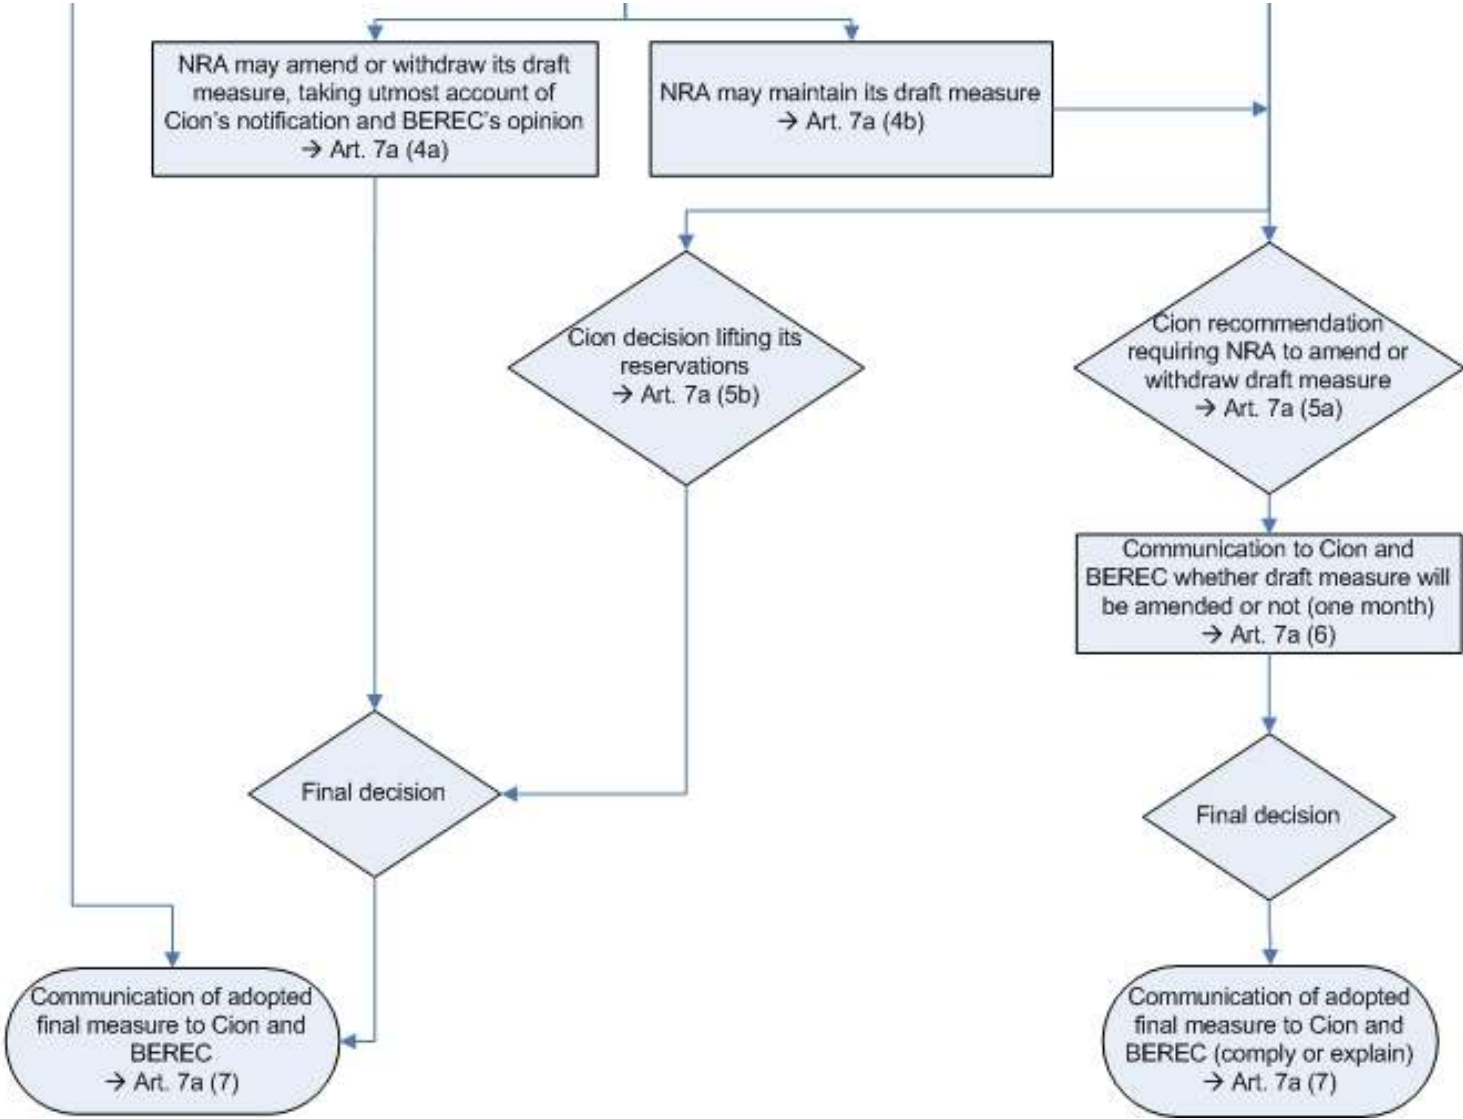 NRA may amend or withdraw its draft
measure, taking utmost account of
Cion's notification and BEREC's opinion
→ Art. 7a (4a)
NRA may maintain its draft measure
→ Art. 7a (4b)
Cion decision lifting its
reservations
→ Art. 7a (5b)
Cion recommendation
requiring NRA to amend or
withdraw draft measure
→ Art. 7a (5a)
Communication to Cion and
BEREC whether draft measure will
be amended or not (one month)
→ Art. 7a (6)
Final decision
Final decision
Communication of adopted
final measure to Cion and
BEREC
→ Art. 7a (7)
Communication of adopted
final measure to Cion and
BEREC (comply or explain)
→ Art. 7a (7)